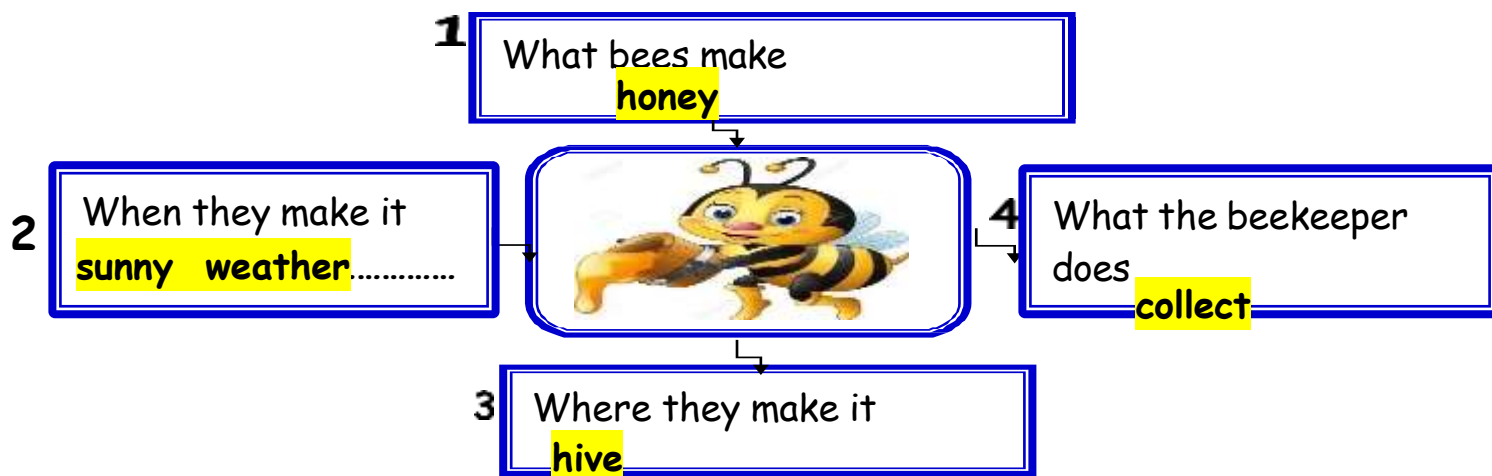 1
What bees make
honey
2
When they make it
sunny weather.............
4
What the beekeeper
does
collect
3
Where they make it
hive